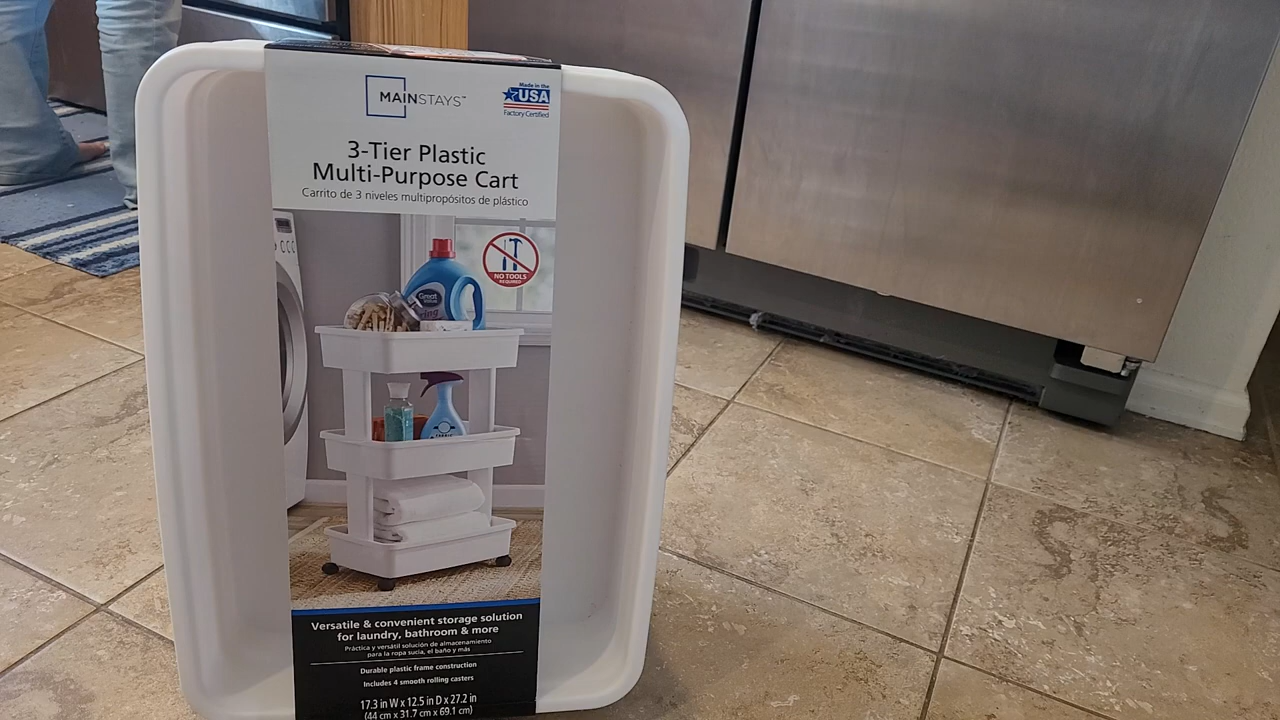 MAINSTAYS™
Made in the
USA
Factory Certified
3-Tier Plastic
Multi-Purpose Cart
Carrito de 3 niveles multipropósitos de plástico
NO TOOLS
REQUIRED
Great
Value
Versatile & convenient storage solution
for laundry, bathroom & more
Práctica y versátil solución de almacenamiento
para la ropa sucia, el baño y más
Durable plastic frame construction
Includes 4 smooth rolling casters
17.3 in W x 12.5 in D x 27.2 in
(44 cm x 31.7 cm x 69.1 cm)